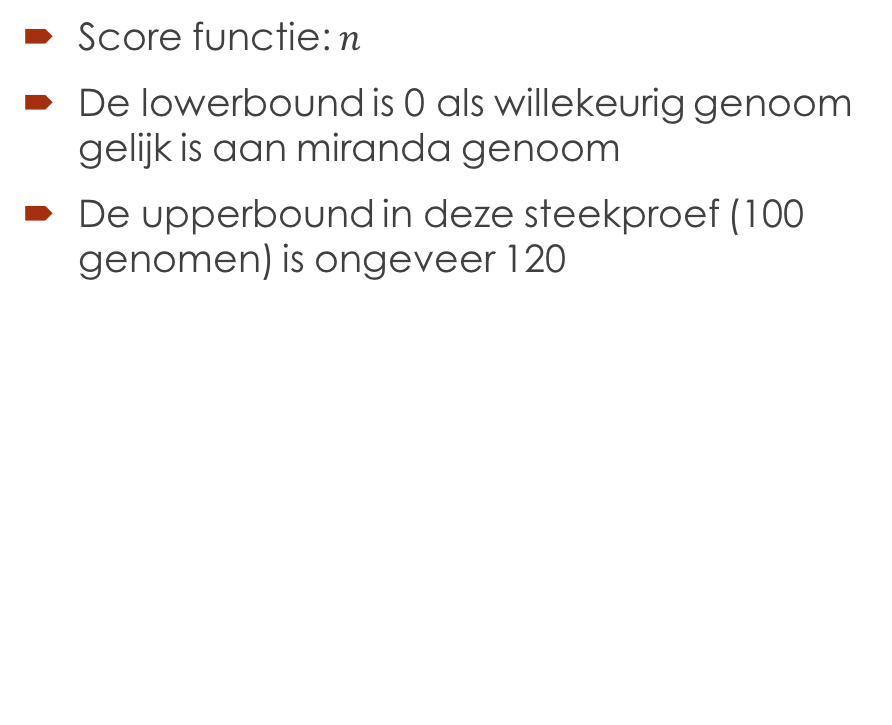 Score functie: n
De lowerbound is 0 als willekeurig genoom
gelijk is aan miranda genoom
De upperbound in deze steekproef (100
genomen) is ongeveer 120